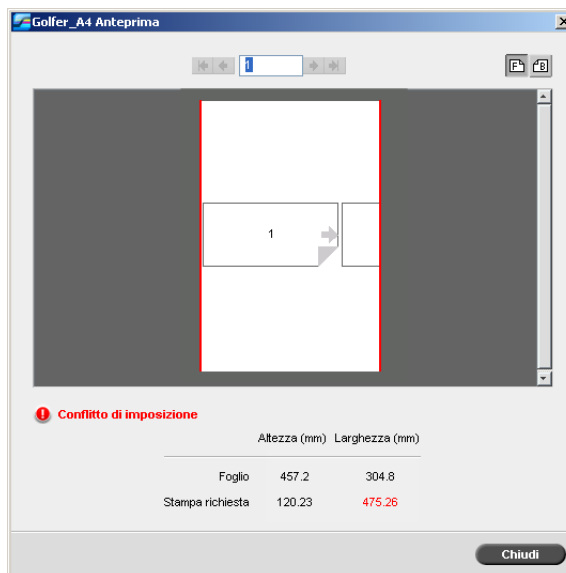 Golfer_A4 Anteprima
1
F B
1
Conflitto di imposizione
Altezza (mm) Larghezza (mm)
Foglio 457.2 304.8
Stampa richiesta 120.23 475.26
Chiudi